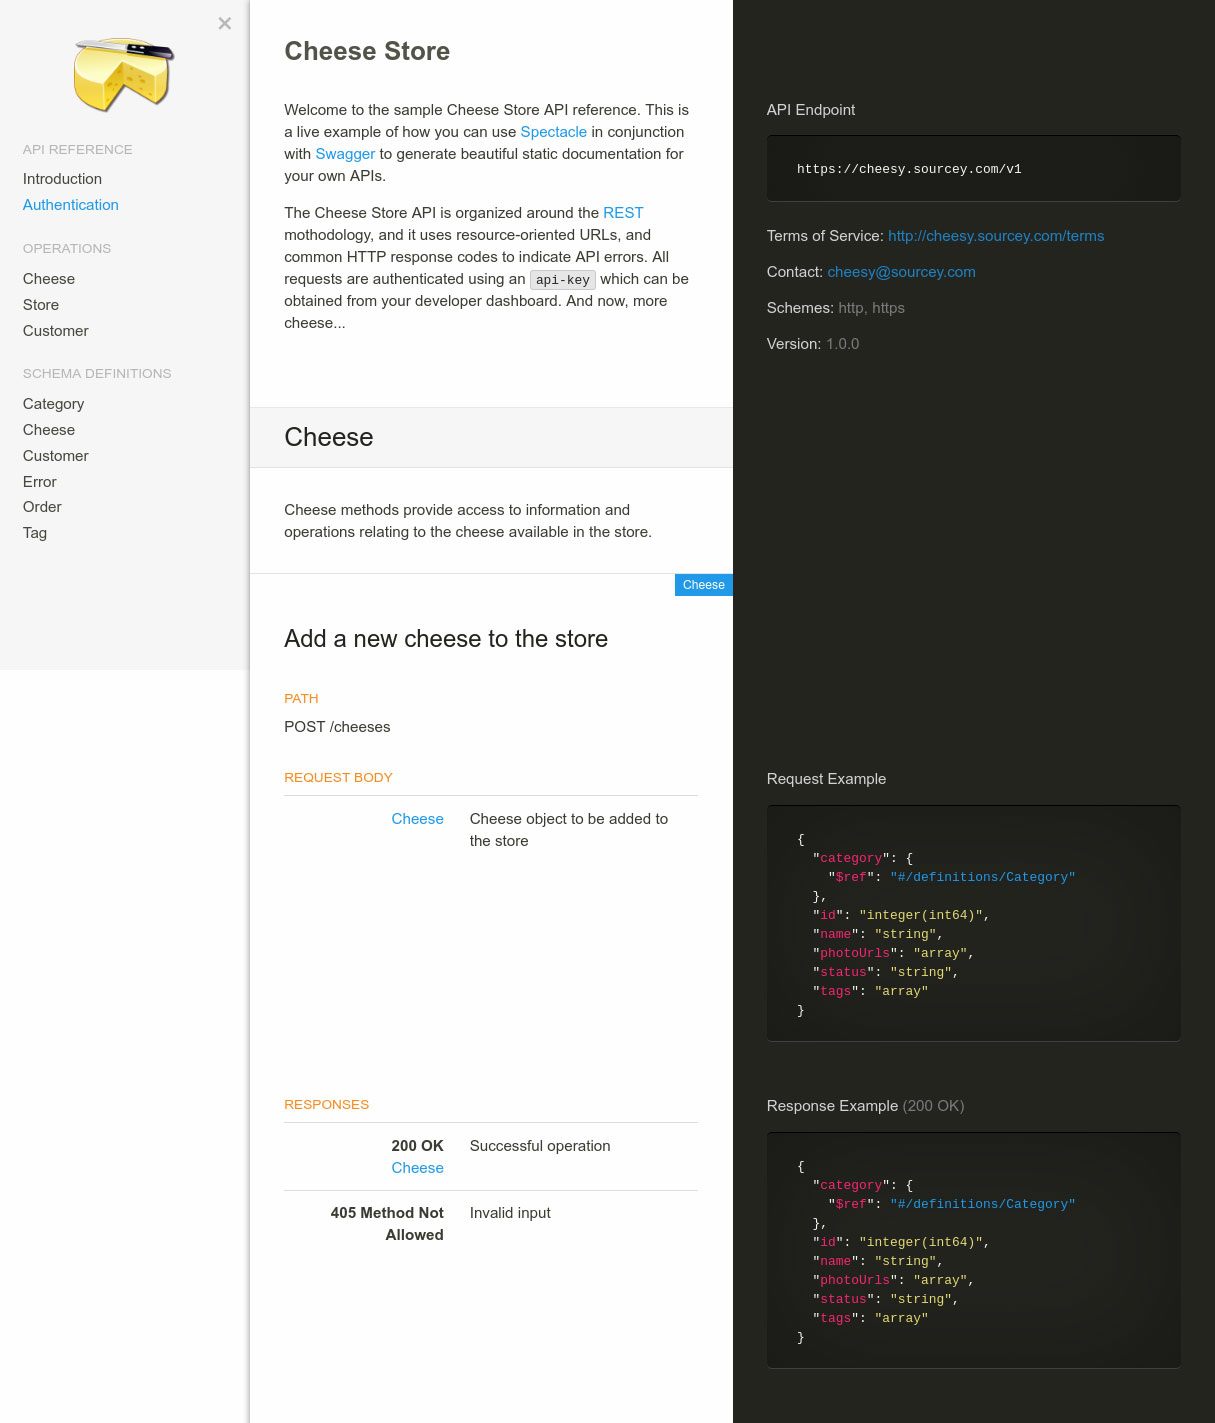 ×
API REFERENCE
Introduction
Authentication
OPERATIONS
Cheese
Store
Customer
SCHEMA DEFINITIONS
Category
Cheese
Customer
Error
Order
Tag
Cheese Store
Welcome to the sample Cheese Store API reference. This is
a live example of how you can use Spectacle in conjunction
with Swagger to generate beautiful static documentation for
your own APIs.
The Cheese Store API is organized around the REST
mothodology, and it uses resource-oriented URLs, and
common HTTP response codes to indicate API errors. All
requests are authenticated using an api-key which can be
obtained from your developer dashboard. And now, more
cheese...
API Endpoint
https://cheesy.sourcey.com/v1
Terms of Service: http://cheesy.sourcey.com/terms
Contact: cheesy@sourcey.com
Schemes: http, https
Version: 1.0.0
Cheese
Cheese methods provide access to information and
operations relating to the cheese available in the store.
Cheese
Add a new cheese to the store
PATH
POST /cheeses
REQUEST BODY
Cheese Cheese object to be added to
the store
Request Example
{
  "category": {
    "$ref": "#/definitions/Category"
  },
  "id": "integer(int64)",
  "name": "string",
  "photoUrls": "array",
  "status": "string",
  "tags": "array"
}
RESPONSES
200 OK Successful operation
Cheese
405 Method Not Invalid input
Allowed
Response Example (200 OK)
{
  "category": {
    "$ref": "#/definitions/Category"
  },
  "id": "integer(int64)",
  "name": "string",
  "photoUrls": "array",
  "status": "string",
  "tags": "array"
}